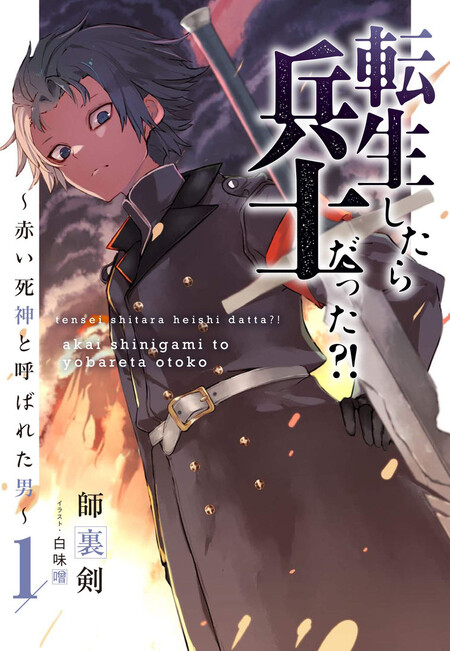 転生したら
兵士だった?!
tensei shitara heishi datta?!
akai shinigami to
yobareta otoko
～赤い死神と呼ばれた男～
1
師裏剣
イラスト・白味噌